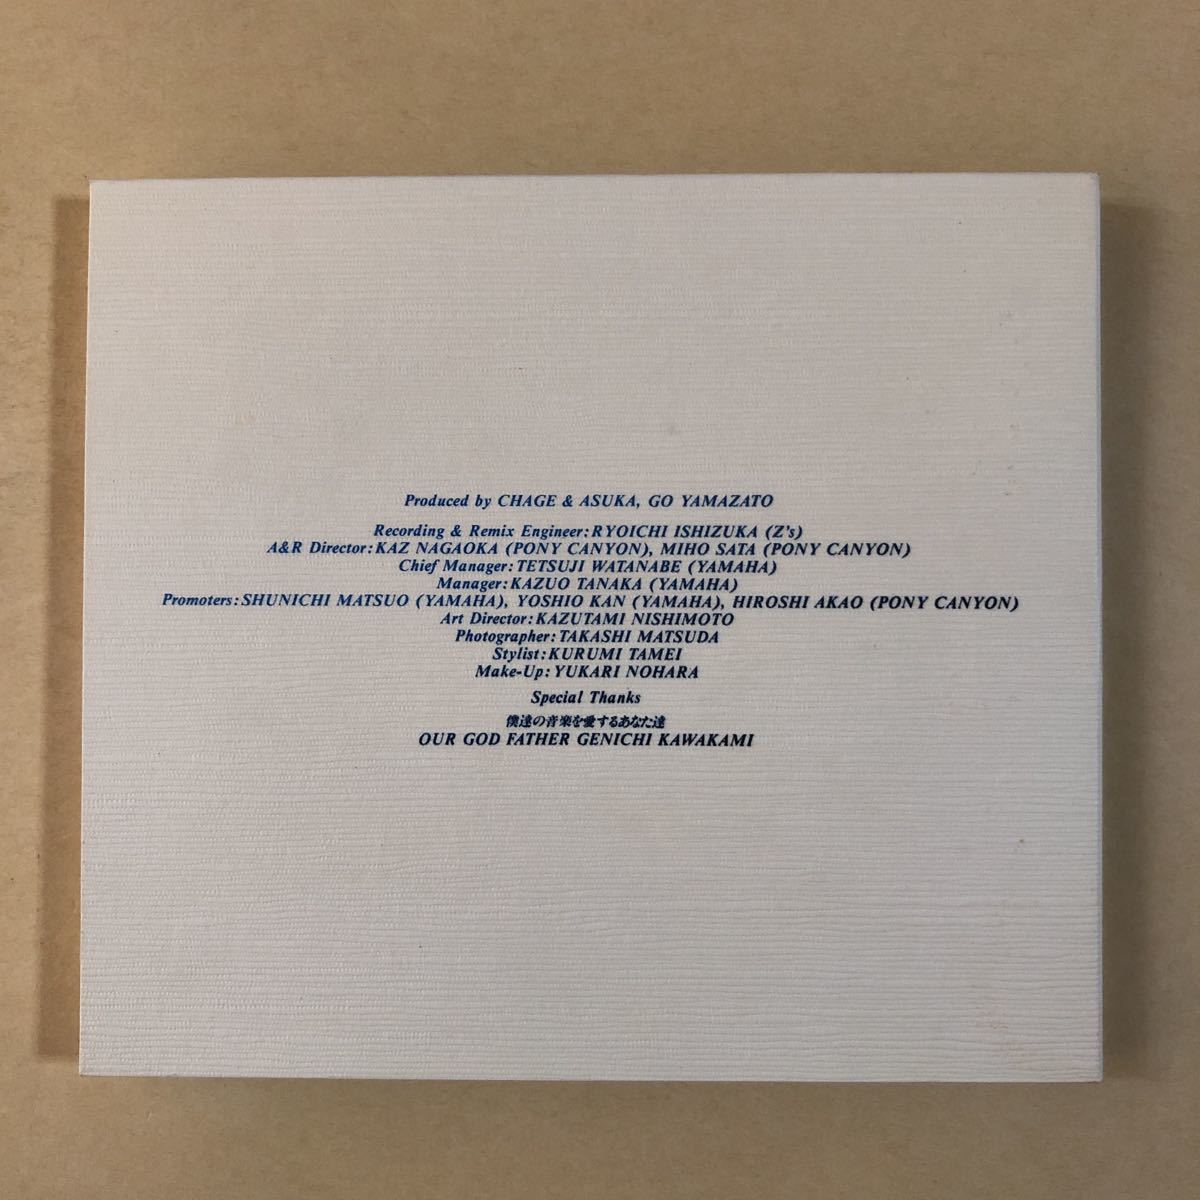 Produced by CHAGE & ASUKA, GO YAMAZATO
Recording & Remix Engineer: RYOICHI ISHIZUKA (Z's)
A&R Director: KAZ NAGAOKA (PONY CANYON), MIHO SATA (PONY CANYON)
Chief Manager: TETSUJI WATANABE (YAMAHA)
Manager: KAZUO TANAKA (YAMAHA)
Promoters: SHUNICHI MATSUO (YAMAHA), YOSHIO KAN (YAMAHA), HIROSHI AKAO (PONY CANYON)
Art Director: KAZUTAMI NISHIMOTO
Photographer: TAKASHI MATSUDA
Stylist: KURUMI TAMEI
Make-Up: YUKARI NOHARA
Special Thanks
僕達の音楽を愛するあなた達
OUR GOD FATHER GENICHI KAWAKAMI